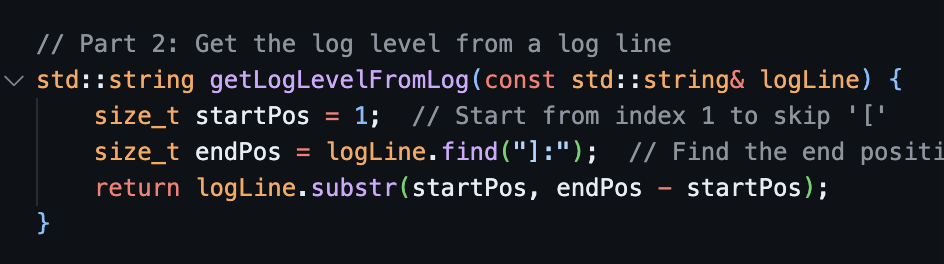 // Part 2: Get the log level from a log line
std::string getLogLevelFromLog(const std::string& logLine) {
    size_t startPos = 1;  // Start from index 1 to skip '['
    size_t endPos = logLine.find("]:");  // Find the end positi
    return logLine.substr(startPos, endPos - startPos);
}